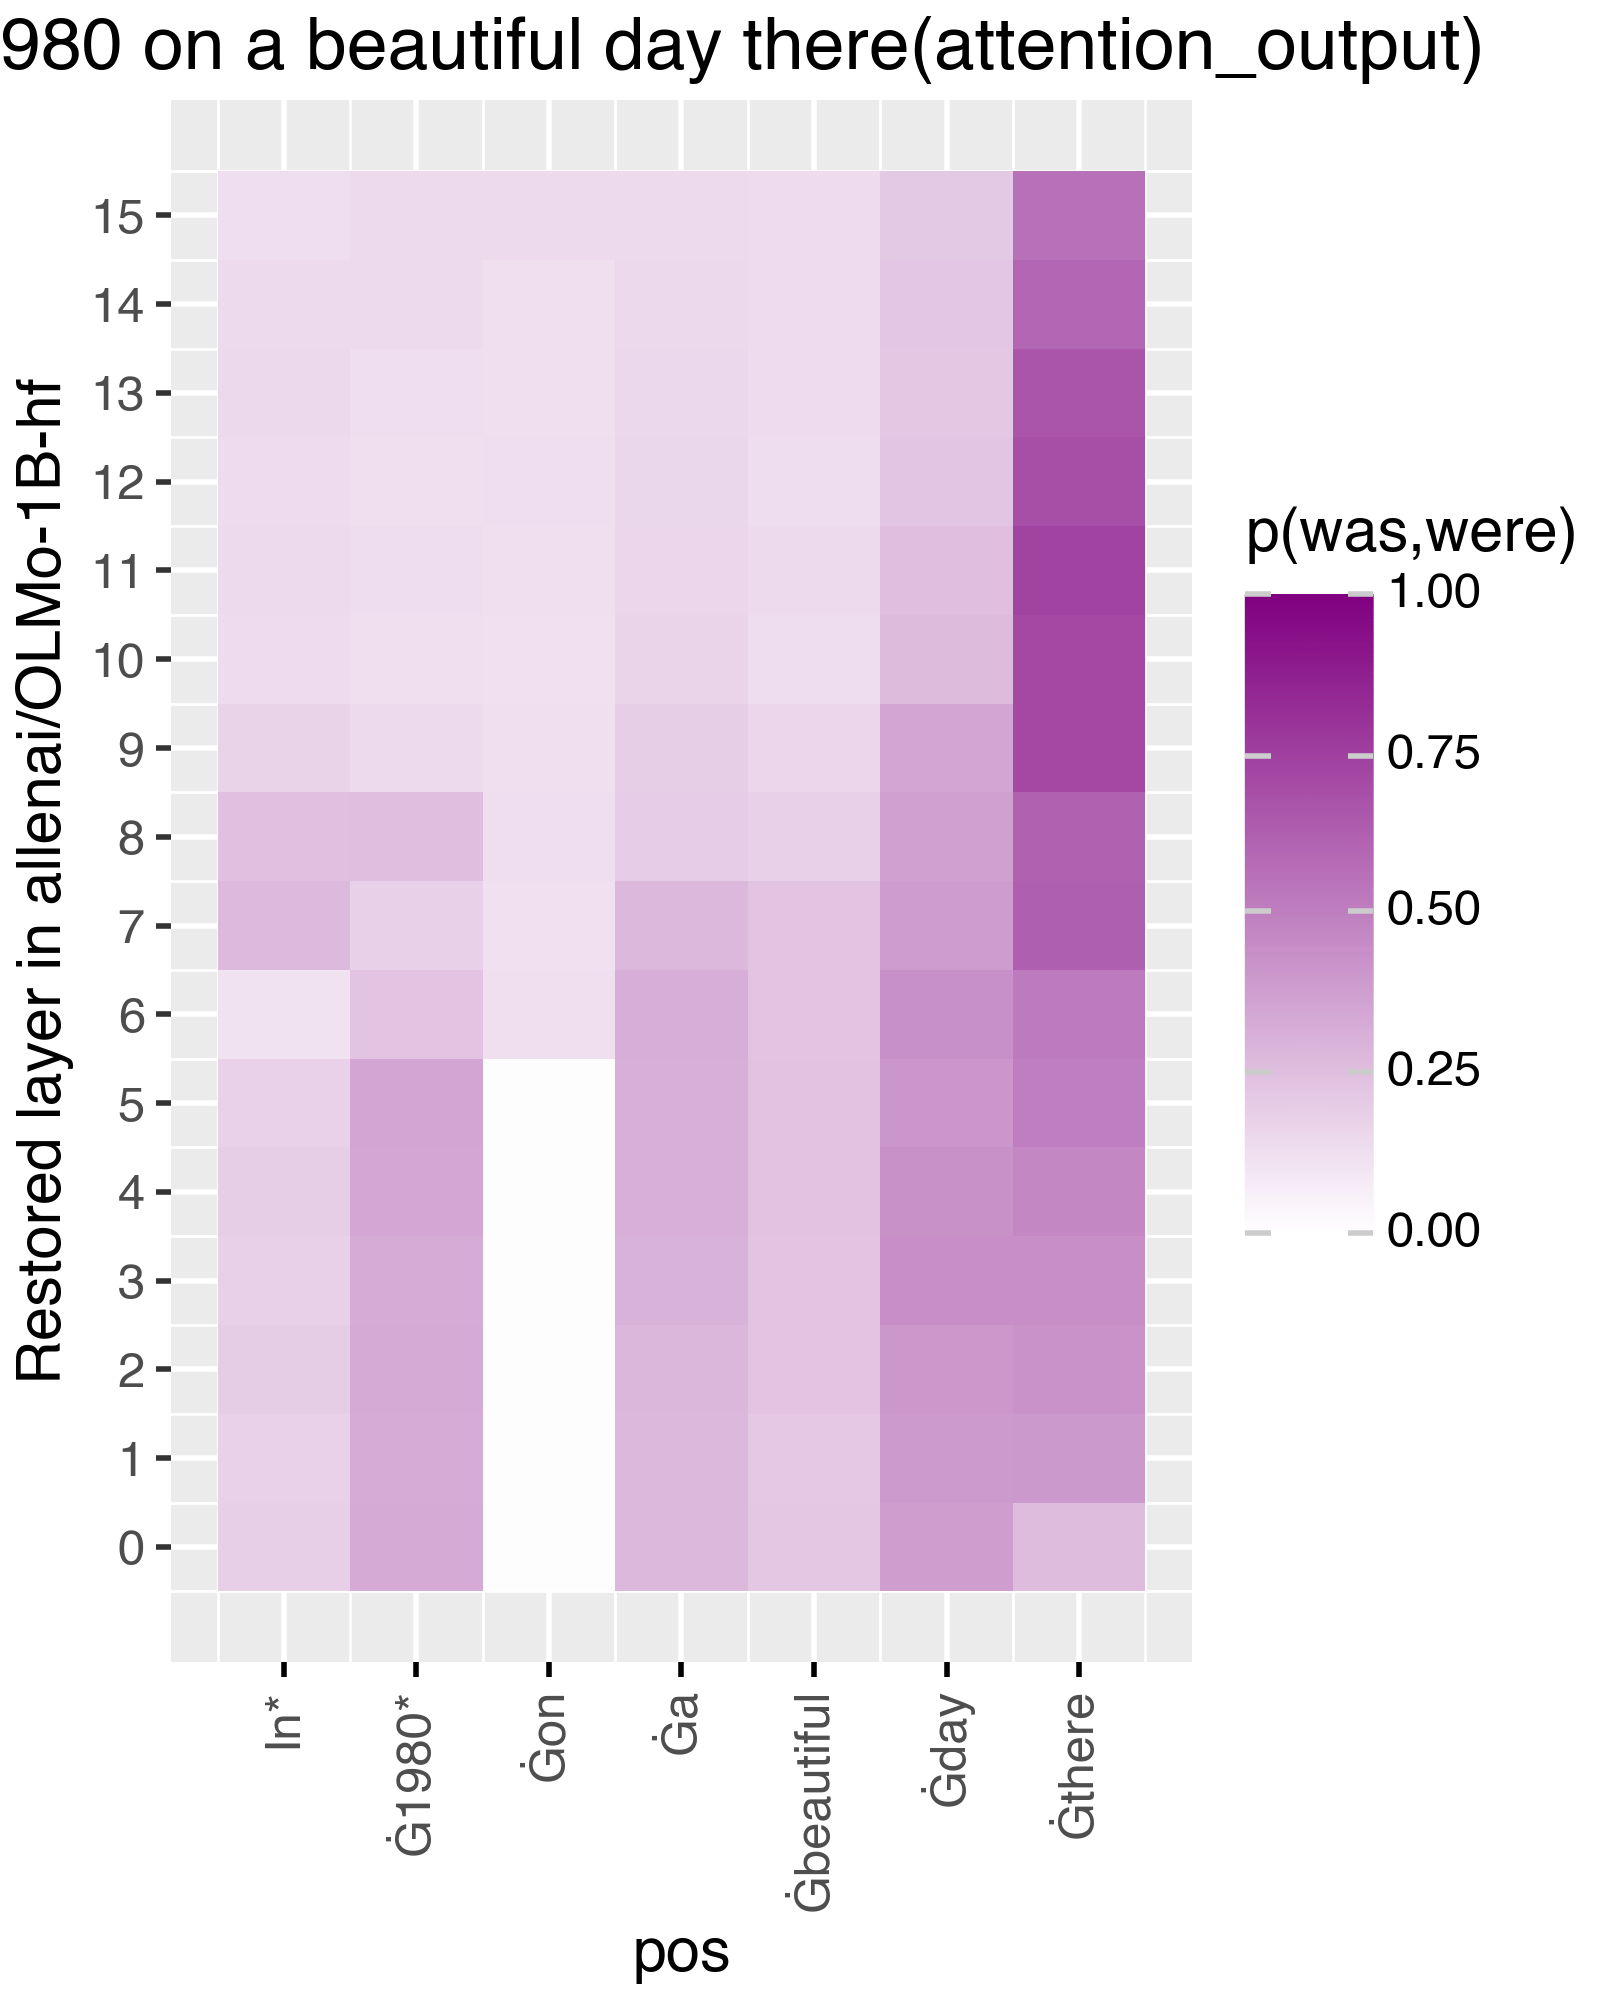 980 on a beautiful day there(attention_output)
Restored layer in allenai/OLMo-1B-hf
15
14
13
12
11
10
9
8
7
6
5
4
3
2
1
0
In*
Ġ1980*
Ġon
Ġa
Ġbeautiful
Ġday
Ġthere
pos
p(was,were)
1.00
0.75
0.50
0.25
0.00